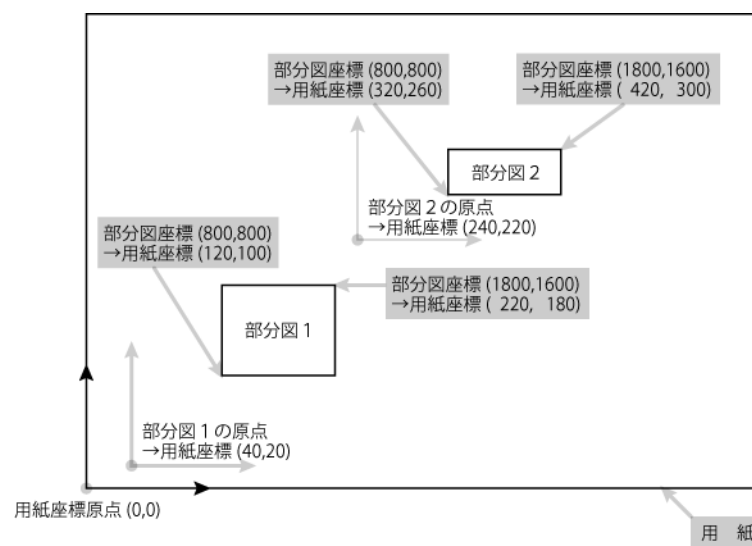 部分図座標 (800,800)
→用紙座標 (320,260)
部分図座標 (1800,1600)
→用紙座標 ( 420, 300)
部分図２
部分図２の原点
→用紙座標 (240,220)
部分図座標 (800,800)
→用紙座標 (120,100)
部分図座標 (1800,1600)
→用紙座標 ( 220, 180)
部分図１
部分図１の原点
→用紙座標 (40,20)
用紙座標原点 (0,0)
用　紙